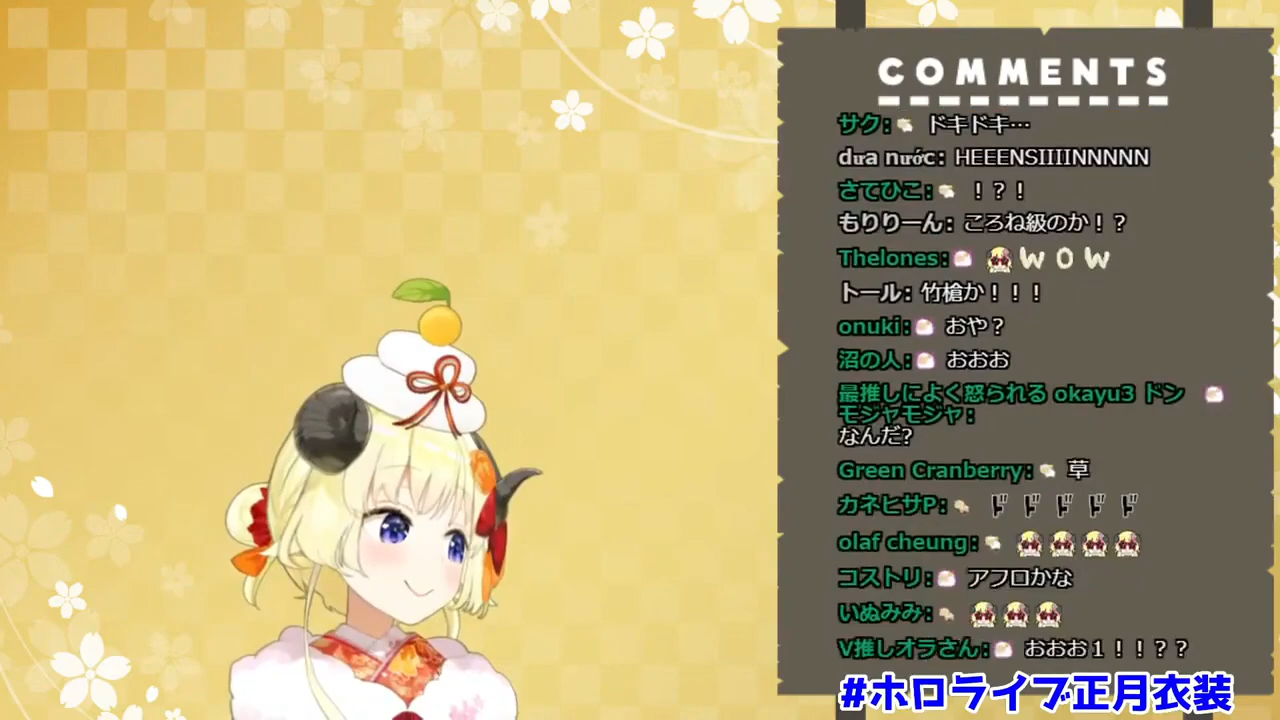 COMMENTS
サク: ドキドキ…
dưa nước: HEEENSIIIINNNNN
さてひこ: ！？！
もりりーん: ころね級のか！？
Thelones: W O W
トール: 竹槍か！！！
onuki: おや？
沼の人: おおお
最推しによく怒られる okayu3 ドン
モジャモジャ:
なんだ?
Green Cranberry: 草
カネヒサP: ド ド ド ド ド
olaf cheung:
コストリ: アフロかな
いぬみみ:
V推しオラさん: おおお１！！？？
#ホロライブ正月衣装